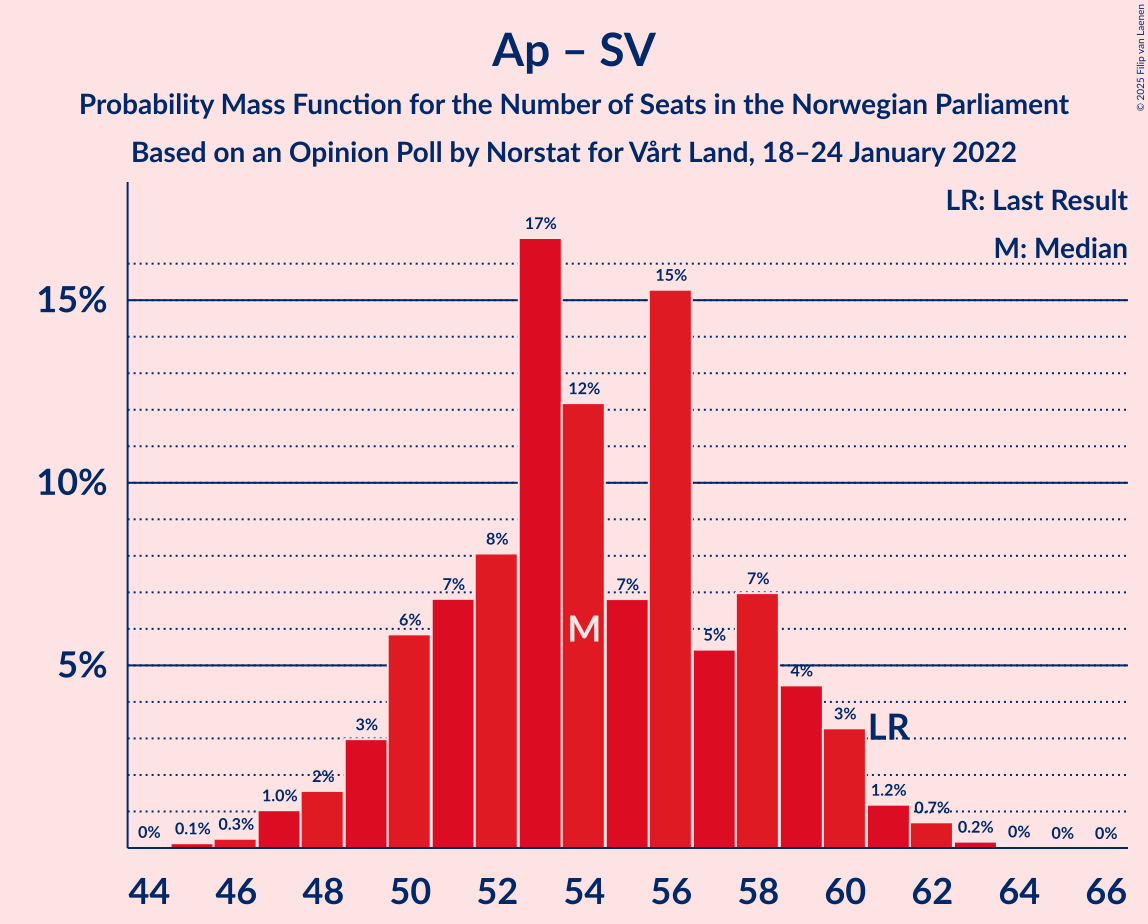 Ap – SV
Probability Mass Function for the Number of Seats in the Norwegian Parliament
Based on an Opinion Poll by Norstat for Vårt Land, 18–24 January 2022
© 2025 Filip van Laenen
LR: Last Result
M: Median
15%
10%
5%
0%
0.1%
0.3%
1.0%
2%
3%
6%
7%
8%
17%
12%
7%
15%
5%
7%
4%
3%
1.2%
0.7%
0.2%
0%
0%
0%
M
LR
44 46 48 50 52 54 56 58 60 62 64 66